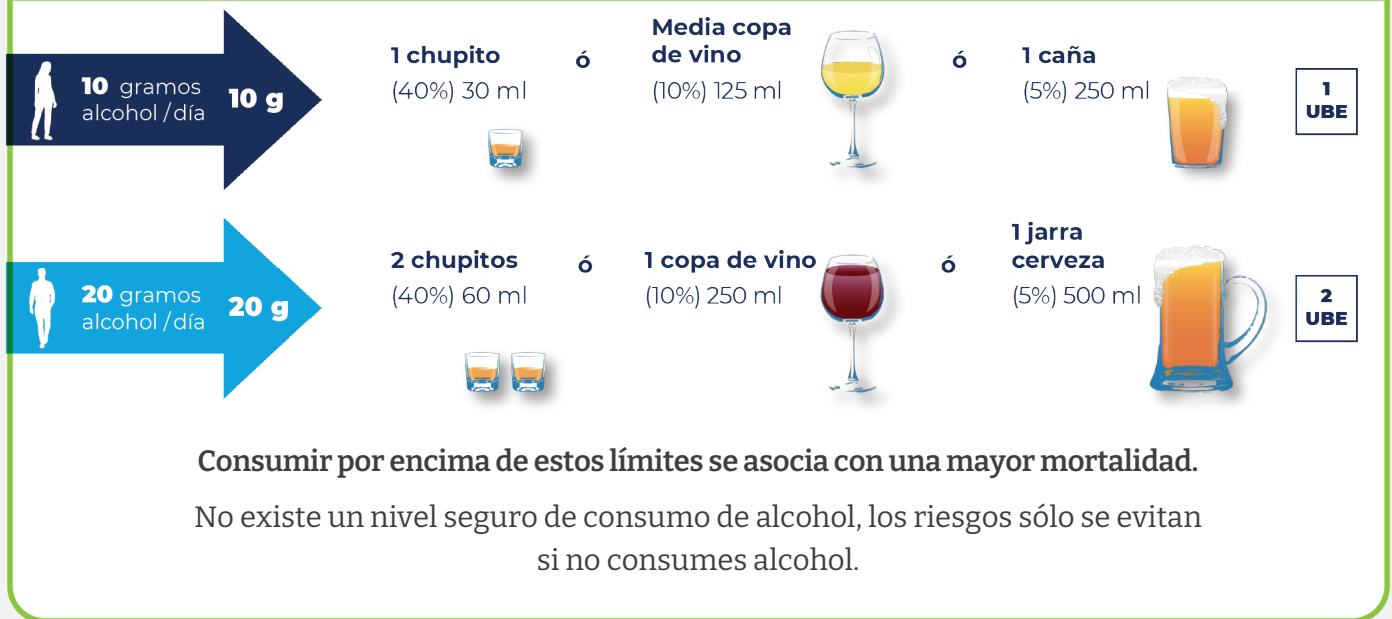 10 gramos
alcohol /día
10 g
1 chupito
(40%) 30 ml
ó
Media copa
de vino
(10%) 125 ml
ó
1 caña
(5%) 250 ml
1
UBE
20 gramos
alcohol /día
20 g
2 chupitos
(40%) 60 ml
ó
1 copa de vino
(10%) 250 ml
ó
1 jarra
cerveza
(5%) 500 ml
2
UBE
Consumir por encima de estos límites se asocia con una mayor mortalidad.
No existe un nivel seguro de consumo de alcohol, los riesgos sólo se evitan
si no consumes alcohol.